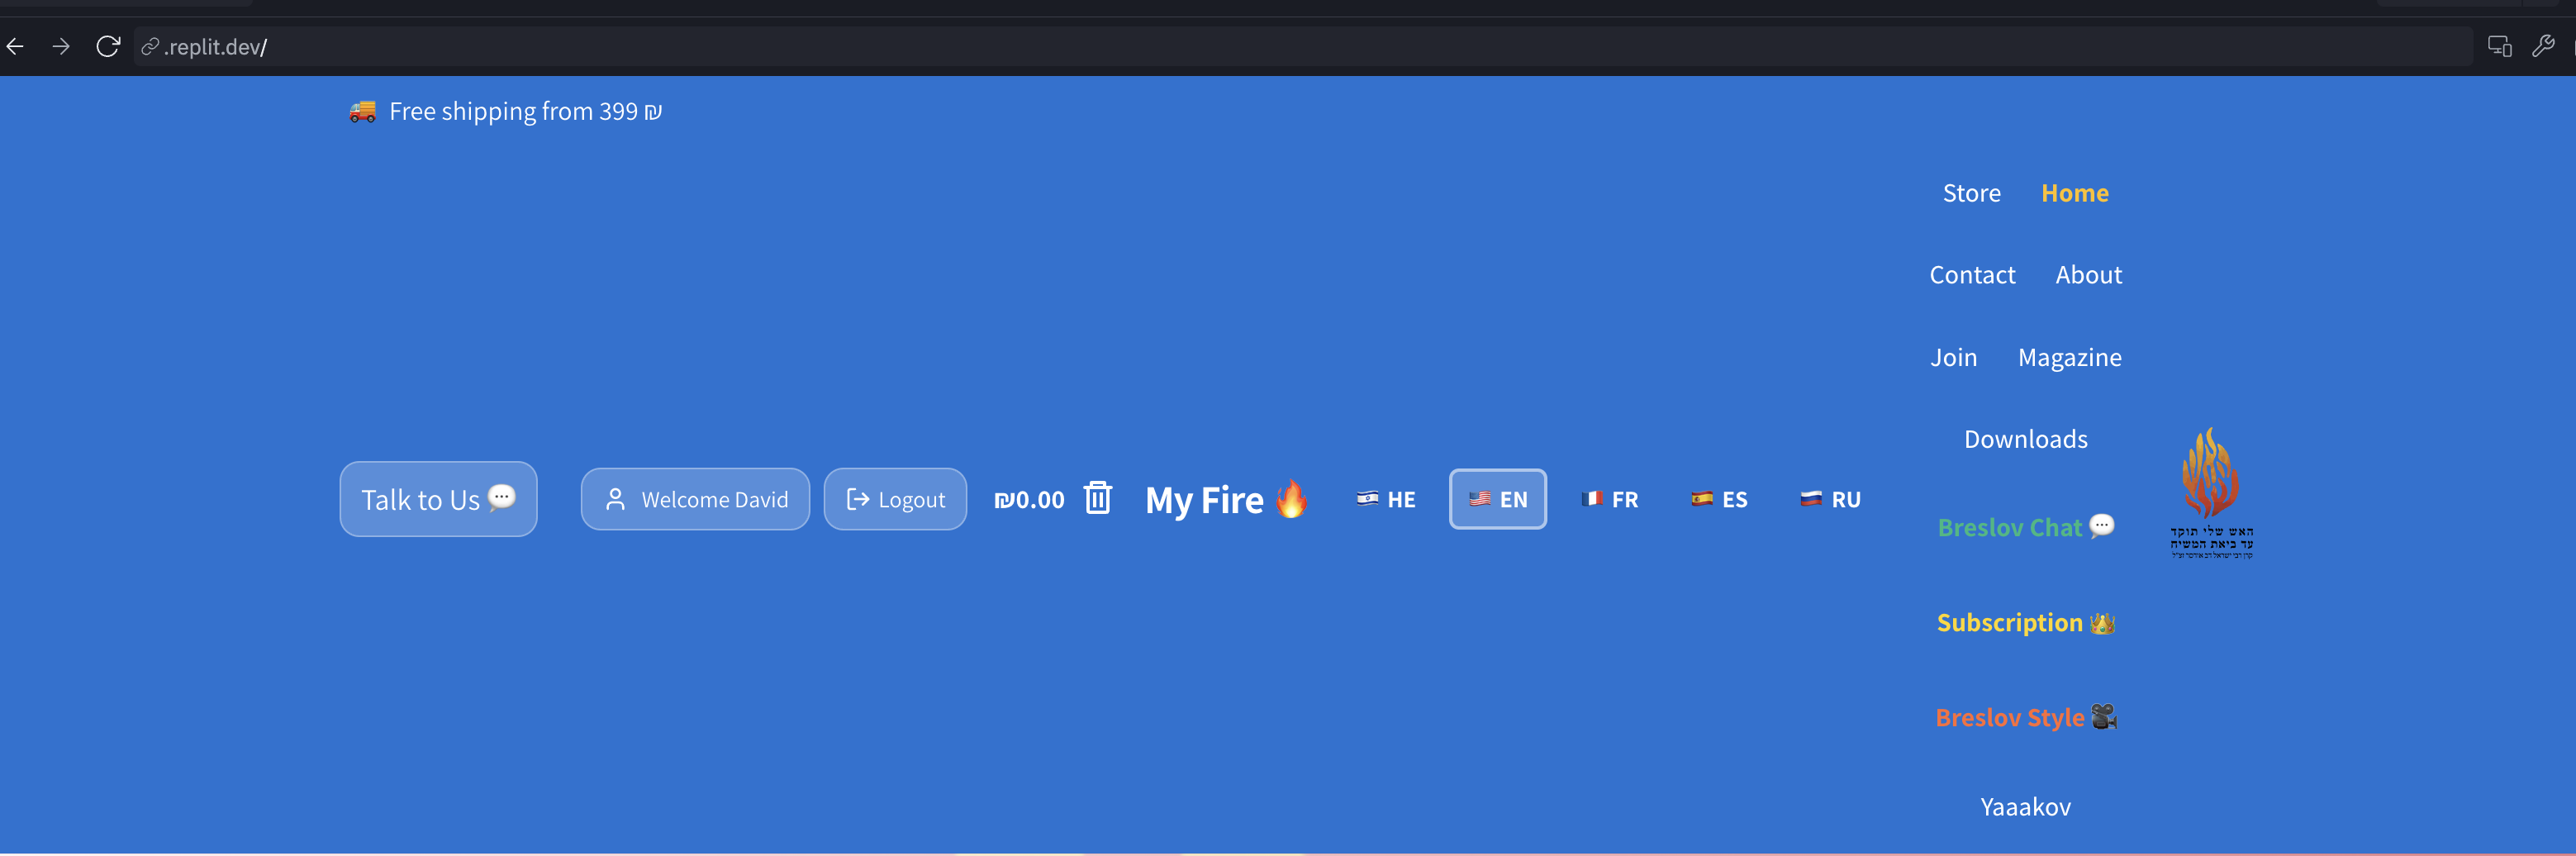 .replit.dev/
🚚 Free shipping from 399 ₪
Store Home
Contact About
Join Magazine
Downloads
Breslov Chat 💬
Subscription 👑
Breslov Style 🎥
Yaaakov
Talk to Us 💬
Welcome David
Logout
₪0.00
My Fire 🔥
🇮🇱 HE
🇺🇸 EN
🇫🇷 FR
🇪🇸 ES
🇷🇺 RU
האש שלי תוקד
עד ביאת המשיח